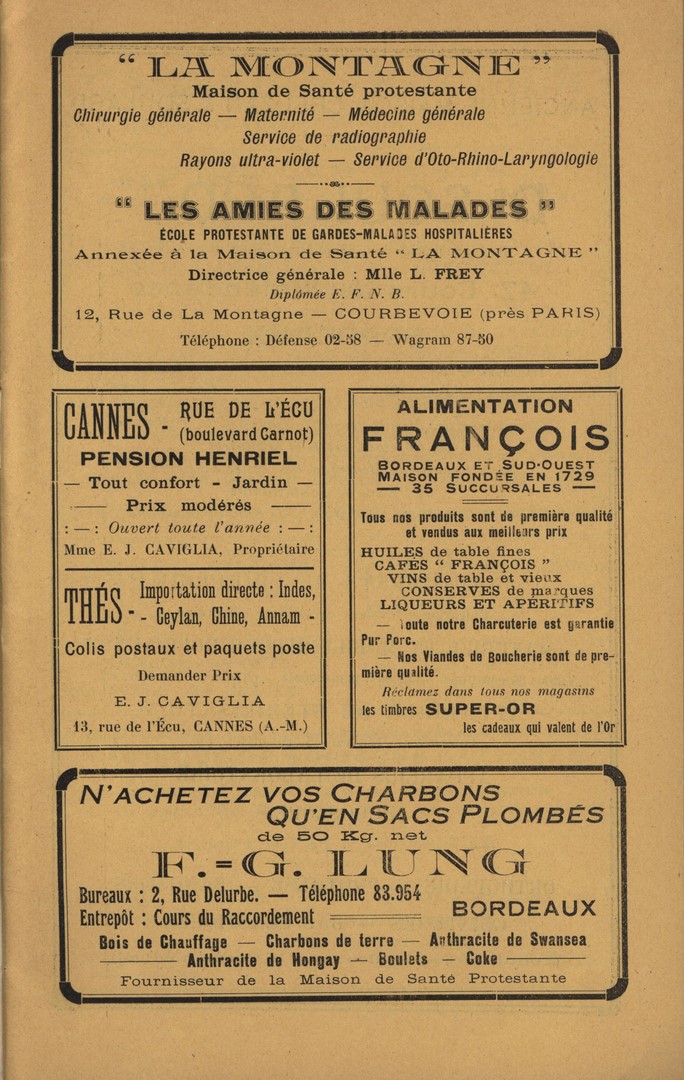 “ LA MONTAGNE ”
Maison de Santé protestante
Chirurgie générale — Maternité — Médecine générale
Service de radiographie
Rayons ultra-violet — Service d'Oto-Rhino-Laryngologie
“ LES AMIES DES MALADES ”
ÉCOLE PROTESTANTE DE GARDES-MALADES HOSPITALIÈRES
Annexée à la Maison de Santé “ LA MONTAGNE ”
Directrice générale : Mlle L. FREY
Diplômée E. F. N. B.
12, Rue de La Montagne — COURBEVOIE (près PARIS)
Téléphone : Défense 02-58 — Wagram 87-50
CANNES - RUE DE L'ÉCU
(boulevard Carnot)
PENSION HENRIEL
— Tout confort - Jardin —
—— Prix modérés ——
: — : Ouvert toute l'année : — :
Mme E. J. CAVIGLIA, Propriétaire
THÉS - Importation directe : Indes,
- Ceylan, Chine, Annam -
Colis postaux et paquets poste
Demander Prix
E. J. CAVIGLIA
13, rue de l'Écu, CANNES (A.-M.)
ALIMENTATION
FRANÇOIS
BORDEAUX ET SUD-OUEST
MAISON FONDÉE EN 1729
— 35 SUCCURSALES —
Tous nos produits sont de première qualité
et vendus aux meilleurs prix
HUILES de table fines
CAFÉS “ FRANÇOIS ”
VINS de table et vieux
CONSERVES de marques
LIQUEURS ET APÉRITIFS
— Toute notre Charcuterie est garantie
Pur Porc.
— Nos Viandes de Boucherie sont de pre-
mière qualité.
Réclamez dans tous nos magasins
les timbres SUPER-OR
les cadeaux qui valent de l'Or
N'ACHETEZ VOS CHARBONS
QU'EN SACS PLOMBÉS
de 50 Kg. net
F.-G. LUNG
Bureaux : 2, Rue Delurbe. — Téléphone 83.954
Entrepôt : Cours du Raccordement
BORDEAUX
Bois de Chauffage — Charbons de terre — Anthracite de Swansea
Anthracite de Hongay — Boulets — Coke
Fournisseur de la Maison de Santé Protestante